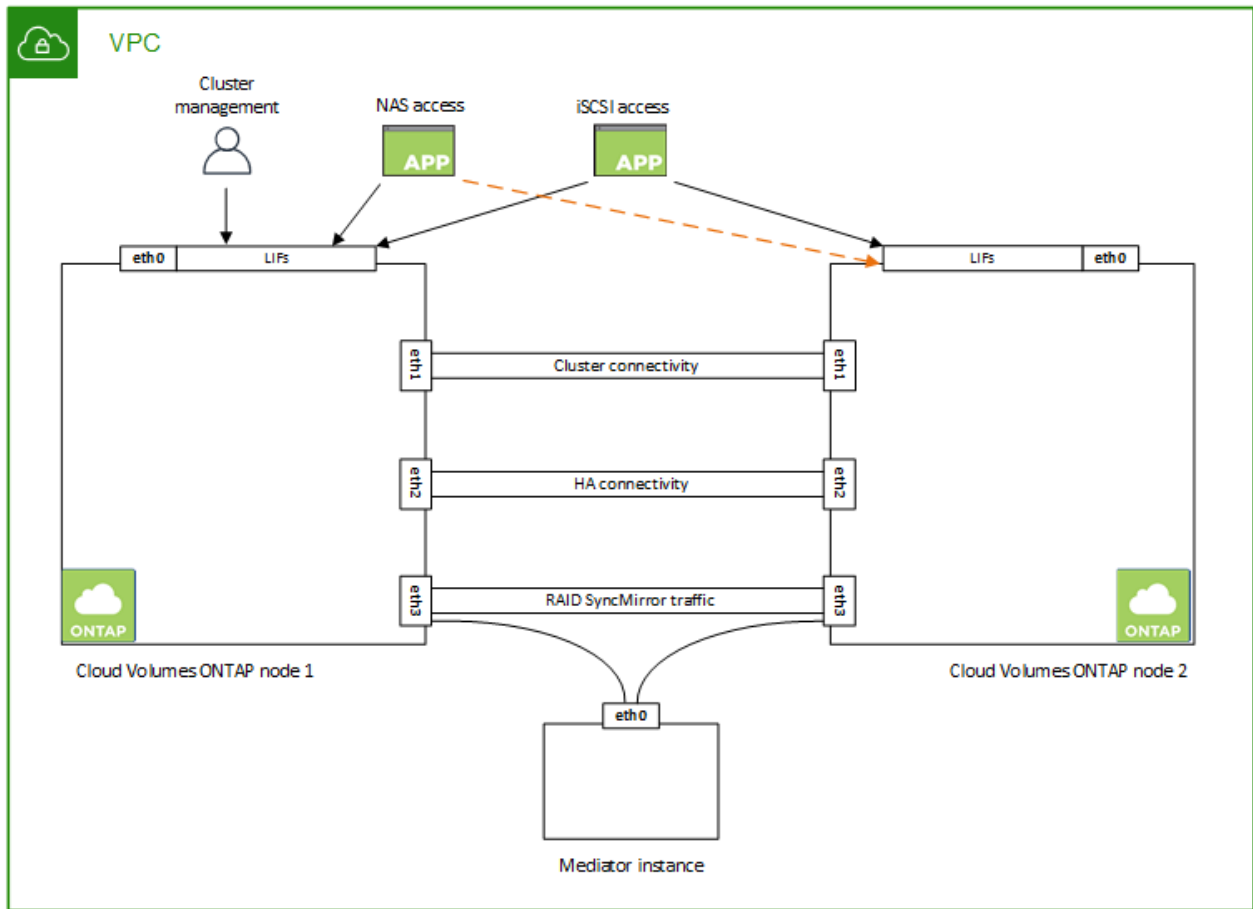 VPC
Cluster
management
NAS access
iSCSI access
APP
APP
eth0
LIFs
LIFs
eth0
eth1
Cluster connectivity
eth1
eth2
HA connectivity
eth2
eth3
RAID SyncMirror traffic
eth3
ONTAP
ONTAP
Cloud Volumes ONTAP node 1
Cloud Volumes ONTAP node 2
eth0
Mediator instance